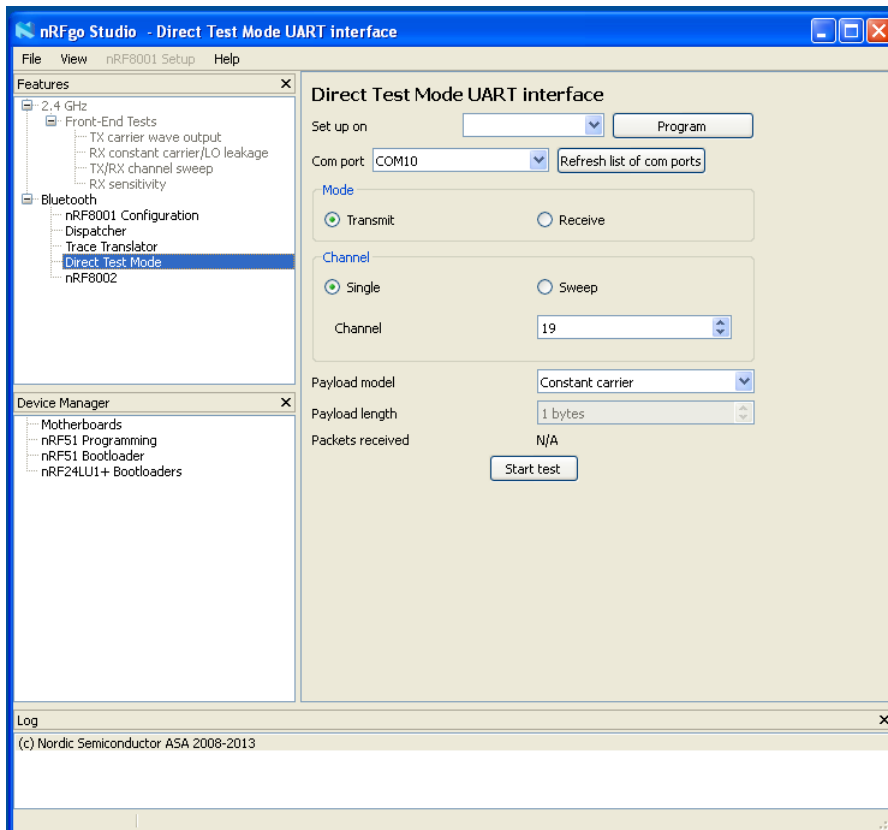 nRFgo Studio - Direct Test Mode UART interface
File View nRF8001 Setup Help
Features
2.4 GHz
Front-End Tests
TX carrier wave output
RX constant carrier/LO leakage
TX/RX channel sweep
RX sensitivity
Bluetooth
nRF8001 Configuration
Dispatcher
Trace Translator
Direct Test Mode
nRF8002
Device Manager
Motherboards
nRF51 Programming
nRF51 Bootloader
nRF24LU1+ Bootloaders
Direct Test Mode UART interface
Set up on Program
Com port COM10 Refresh list of com ports
Mode
Transmit Receive
Channel
Single Sweep
Channel 19
Payload model Constant carrier
Payload length 1 bytes
Packets received N/A
Start test
Log
(c) Nordic Semiconductor ASA 2008-2013